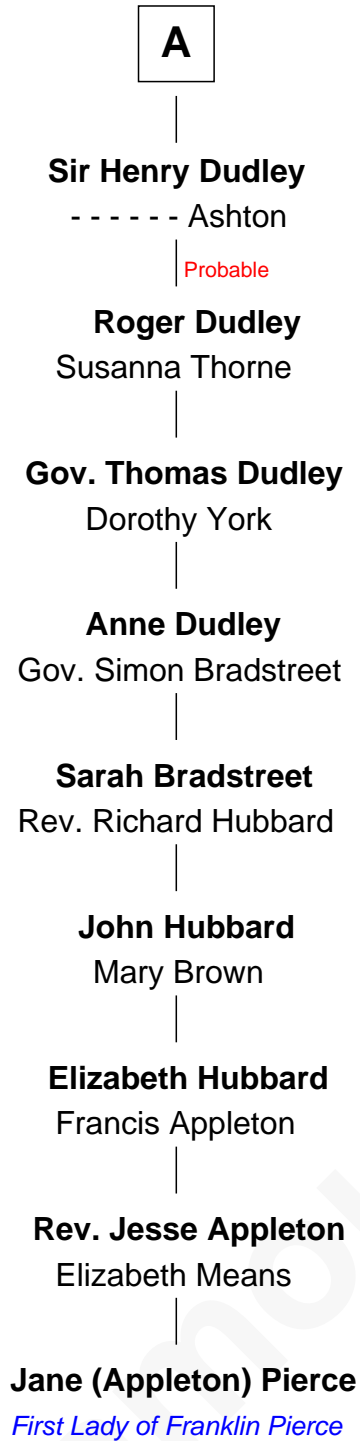 A
Sir Henry Dudley
- - - - - - Ashton
Probable
Roger Dudley
Susanna Thorne
Gov. Thomas Dudley
Dorothy York
Anne Dudley
Gov. Simon Bradstreet
Sarah Bradstreet
Rev. Richard Hubbard
John Hubbard
Mary Brown
Elizabeth Hubbard
Francis Appleton
Rev. Jesse Appleton
Elizabeth Means
Jane (Appleton) Pierce
First Lady of Franklin Pierce